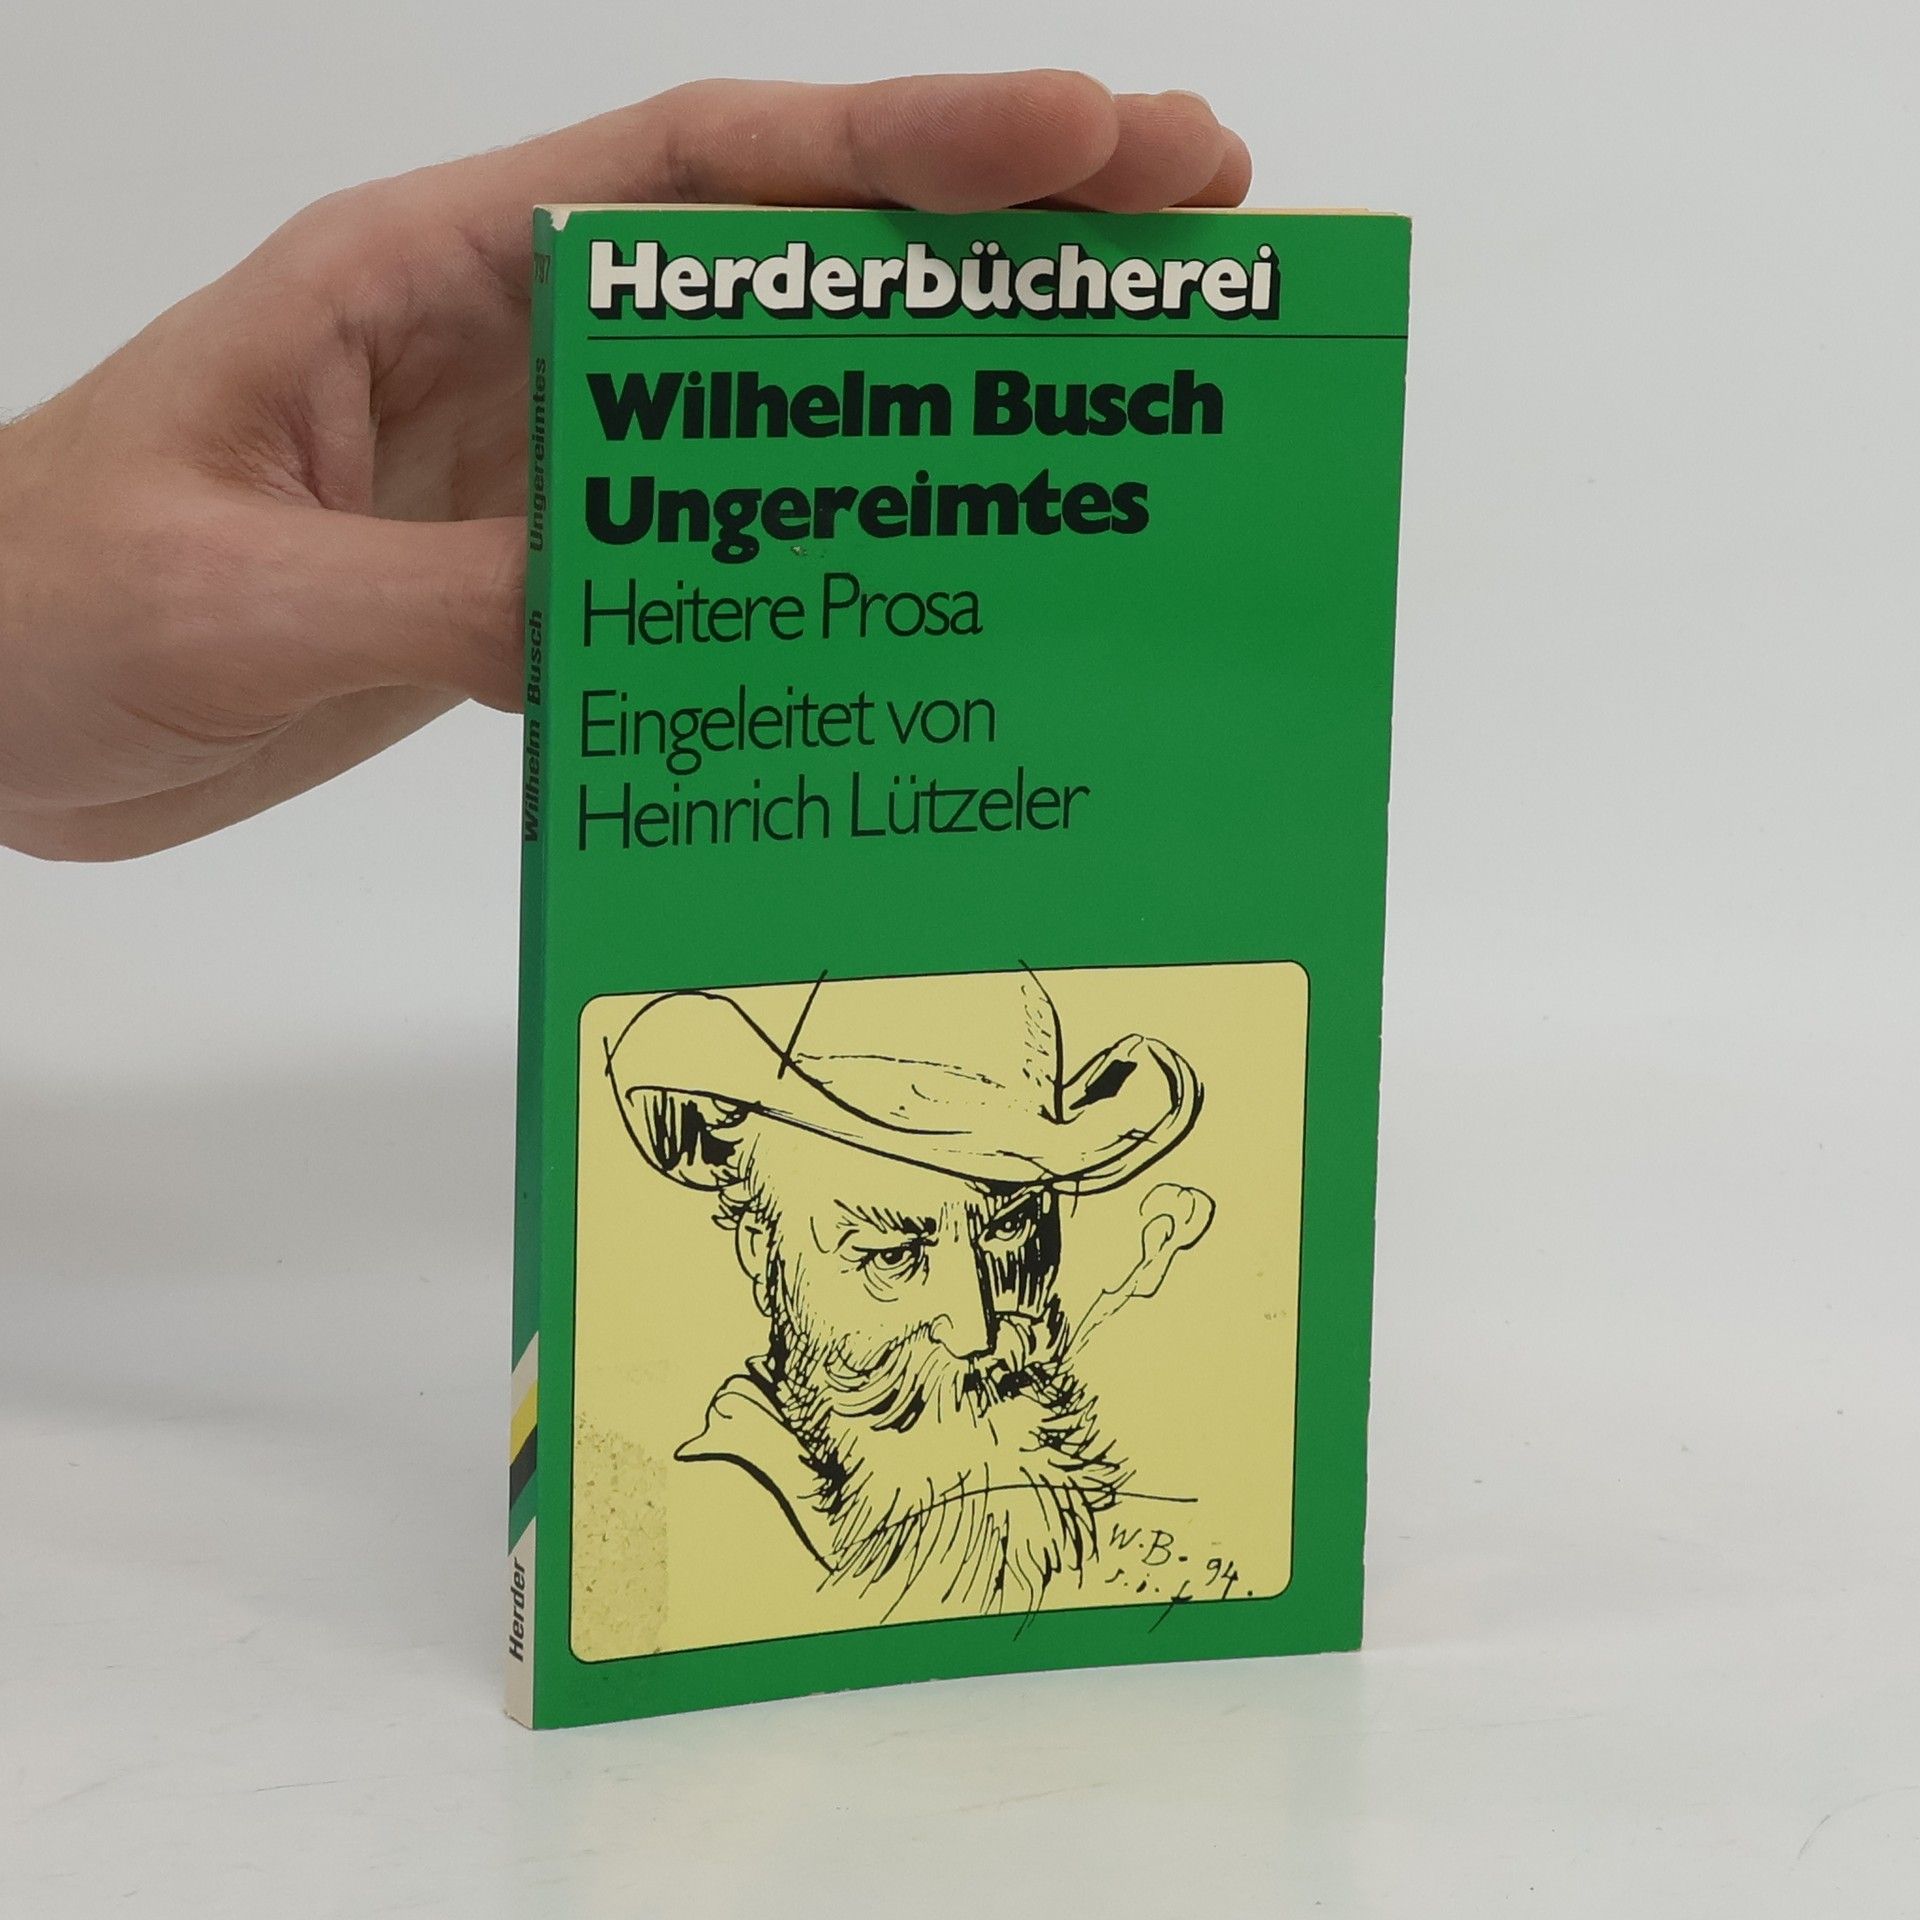 Herderbücherei
Wilhelm Busch
Ungereimtes
Heitere Prosa
Eingeleitet von
Heinrich Lützeler
W.B.
s.i.f 94.
Wilhelm Busch Ungereimtes
Herder